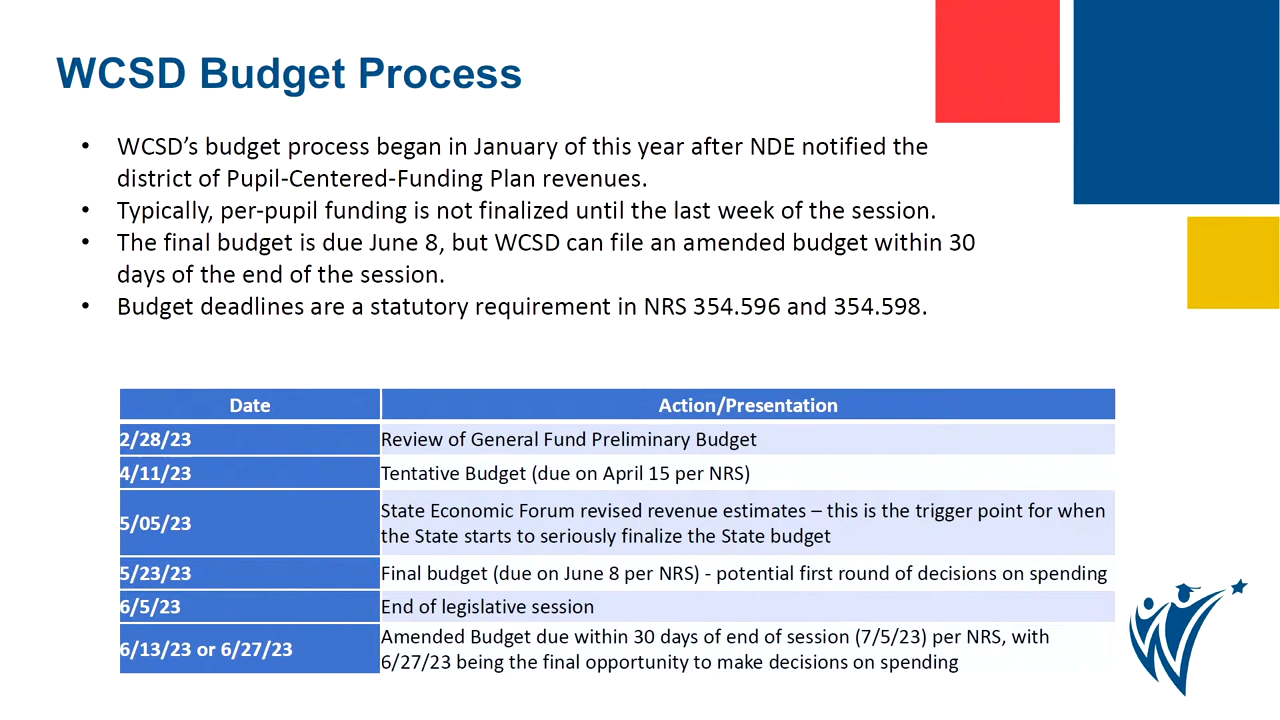 WCSD Budget Process
• WCSD’s budget process began in January of this year after NDE notified the
district of Pupil-Centered-Funding Plan revenues.
• Typically, per-pupil funding is not finalized until the last week of the session.
• The final budget is due June 8, but WCSD can file an amended budget within 30
days of the end of the session.
• Budget deadlines are a statutory requirement in NRS 354.596 and 354.598.
Date Action/Presentation
2/28/23 Review of General Fund Preliminary Budget
4/11/23 Tentative Budget (due on April 15 per NRS)
5/05/23 State Economic Forum revised revenue estimates – this is the trigger point for when
the State starts to seriously finalize the State budget
5/23/23 Final budget (due on June 8 per NRS) - potential first round of decisions on spending
6/5/23 End of legislative session
6/13/23 or 6/27/23 Amended Budget due within 30 days of end of session (7/5/23) per NRS, with
6/27/23 being the final opportunity to make decisions on spending